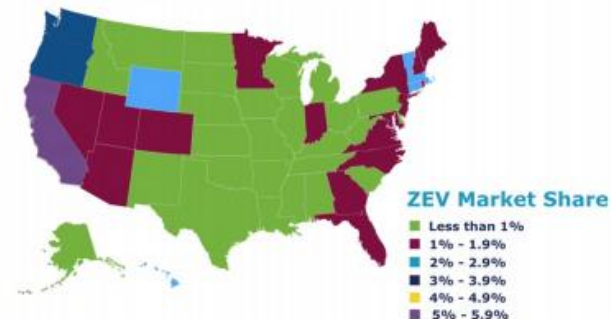 ZEV Market Share
Less than 1%
1% - 1.9%
2% - 2.9%
3% - 3.9%
4% - 4.9%
5% - 5.9%